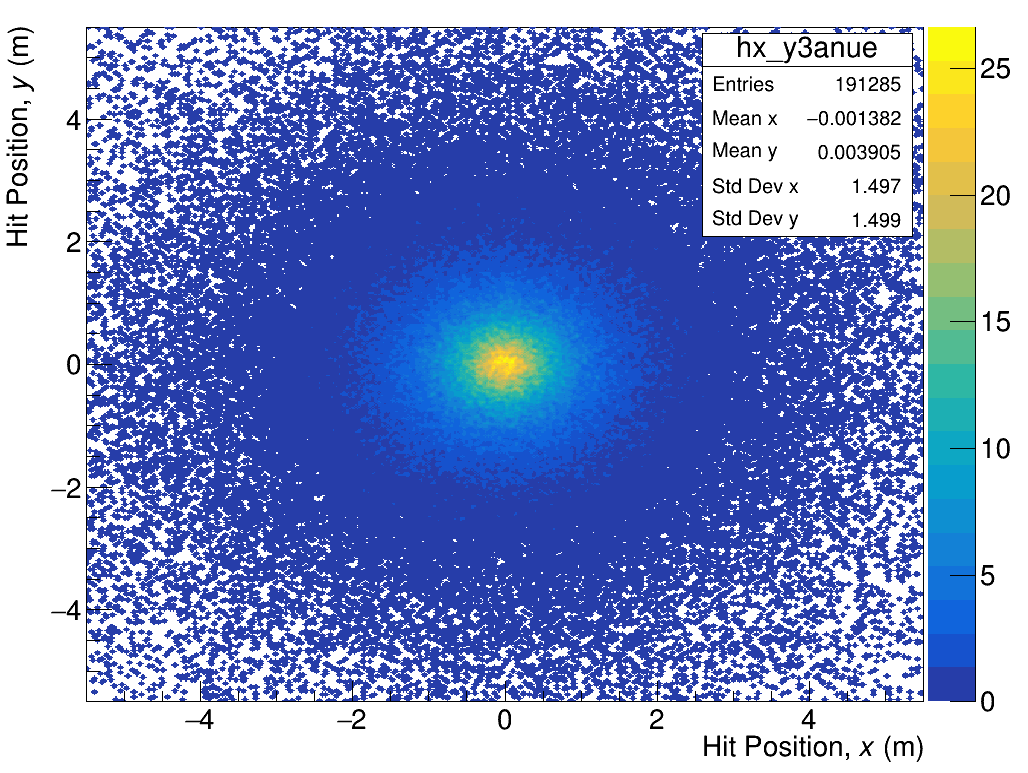 hx_y3anue
Entries 191285
Mean x −0.001382
Mean y 0.003905
Std Dev x 1.497
Std Dev y 1.499
Hit Position, y (m)
4
2
0
−2
−4
−4 −2 0 2 4
Hit Position, x (m)
25
20
15
10
5
0